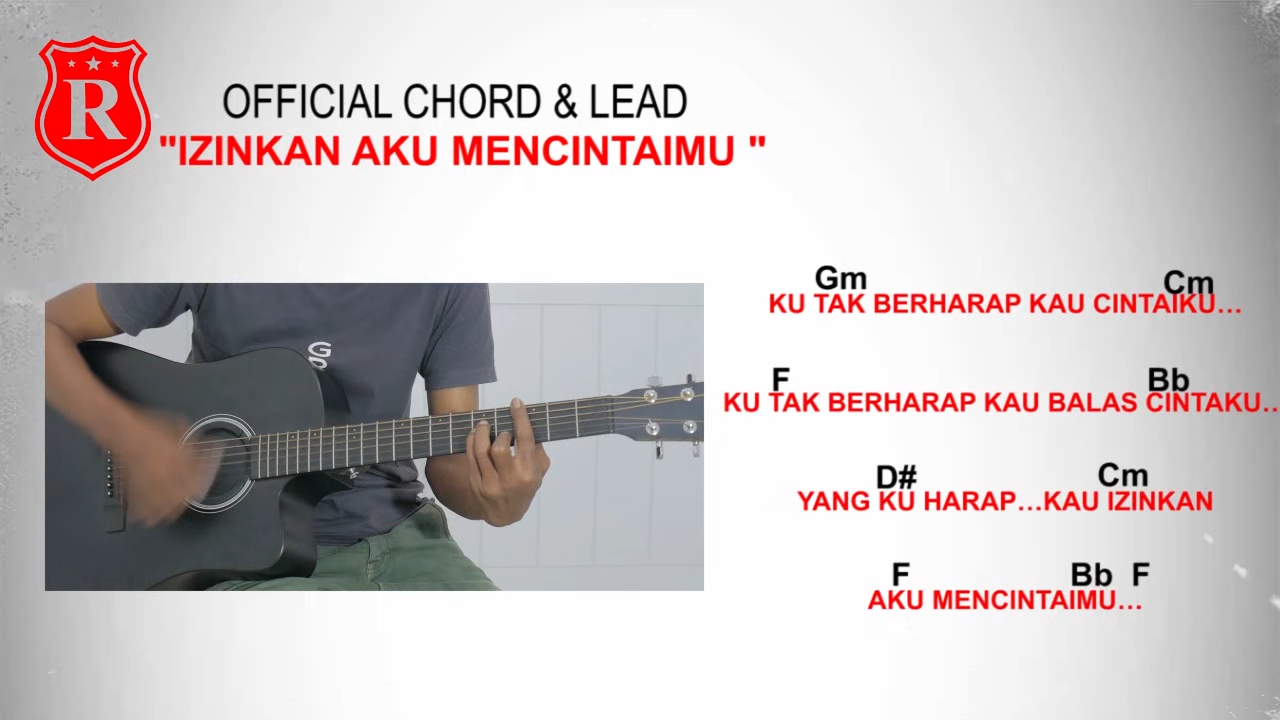 R
OFFICIAL CHORD & LEAD
"IZINKAN AKU MENCINTAIMU "
G
Gm Cm
KU TAK BERHARAP KAU CINTAIKU...
F Bb
KU TAK BERHARAP KAU BALAS CINTAKU..
D# Cm
YANG KU HARAP...KAU IZINKAN
F Bb F
AKU MENCINTAIMU...